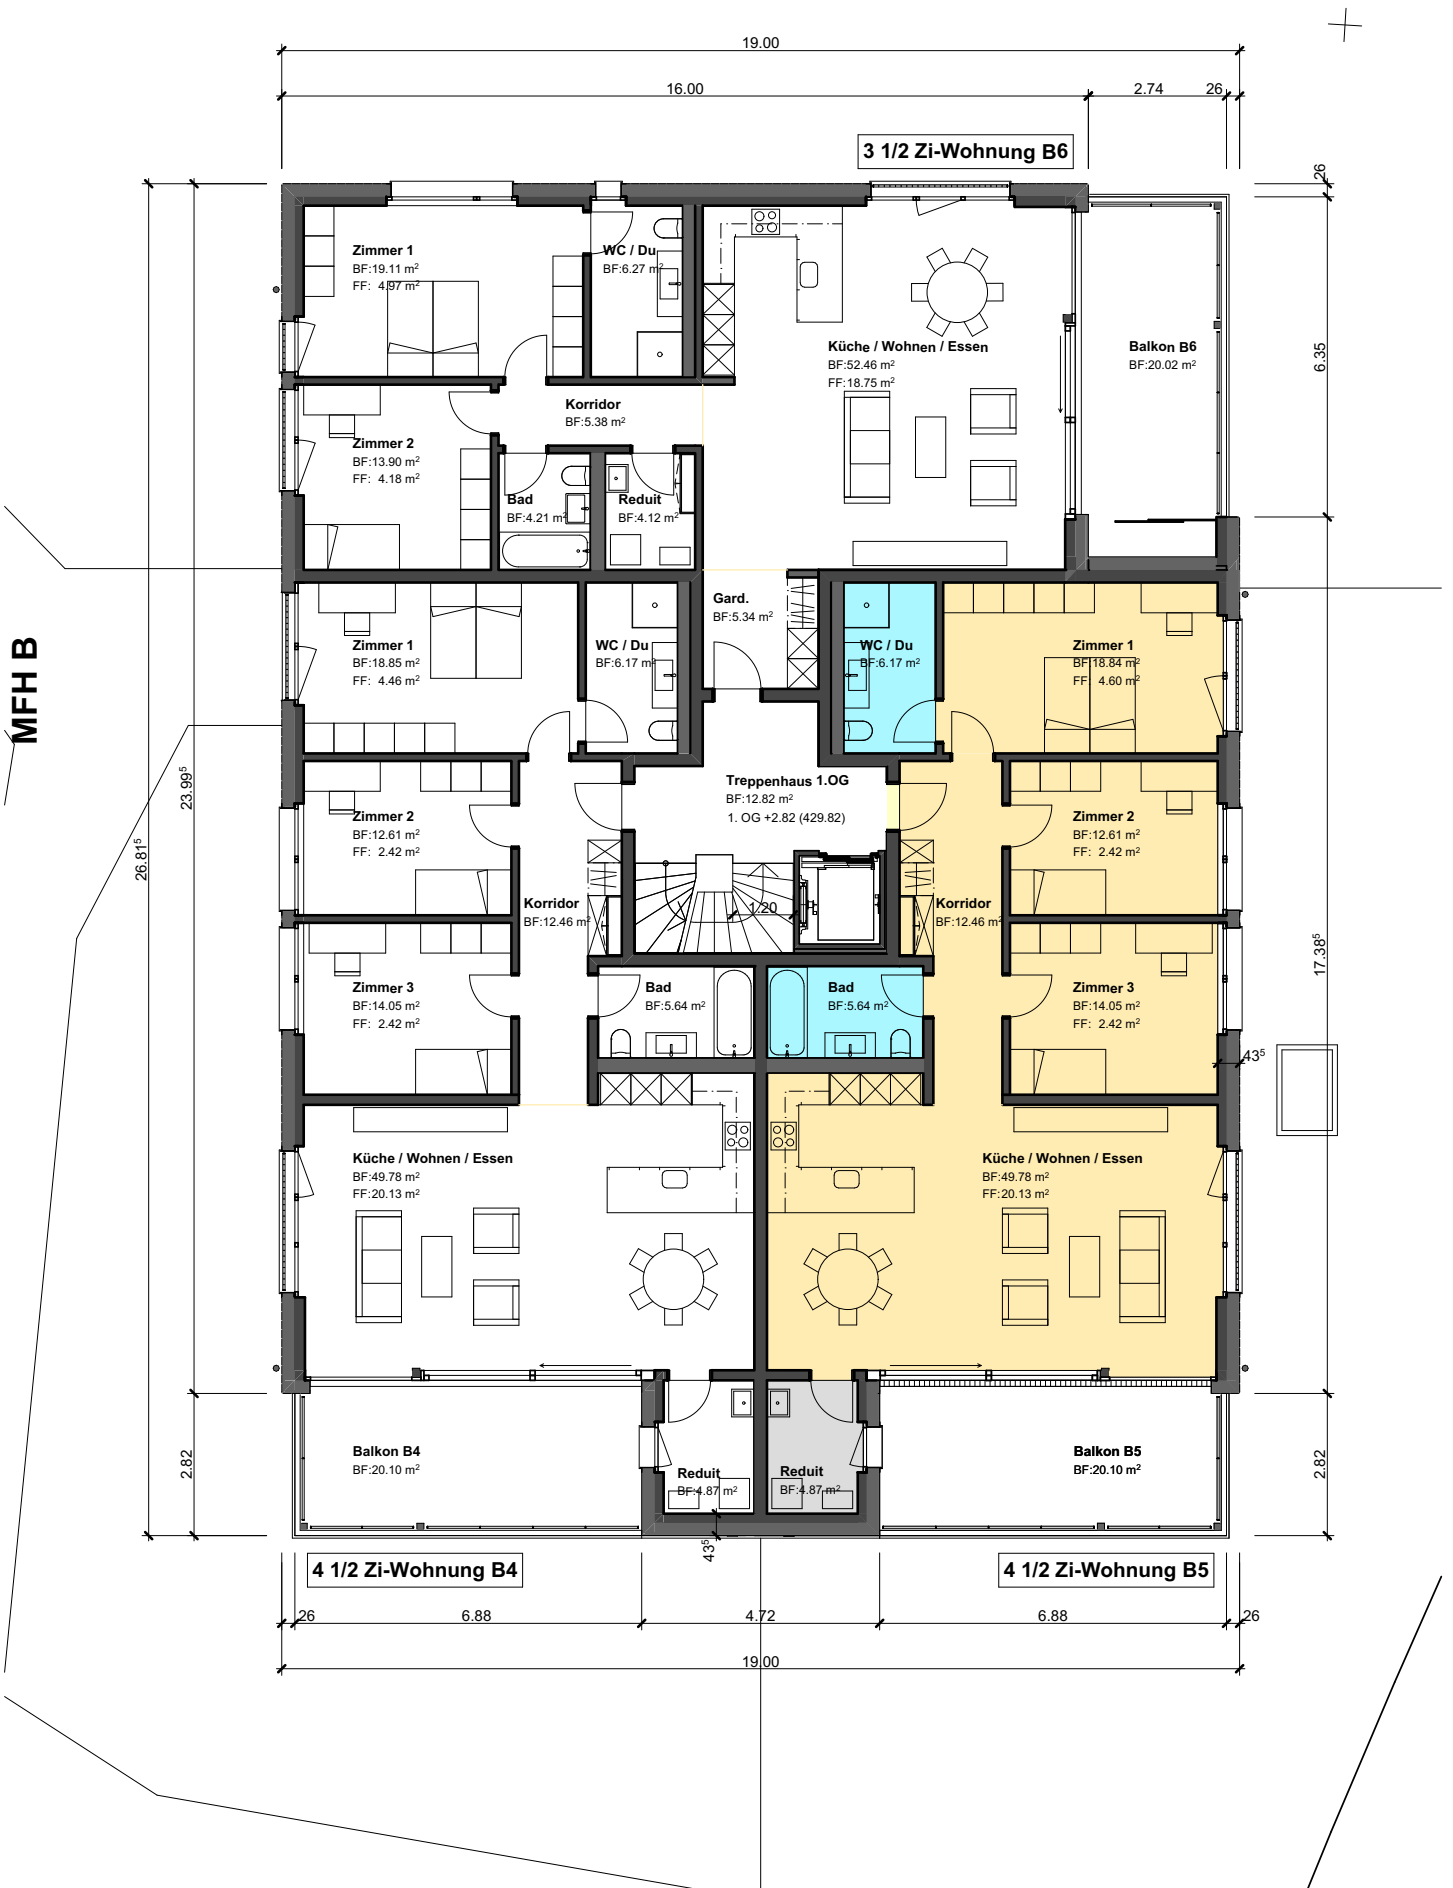 19.00
16.00
2.74
26
3 1/2 Zi-Wohnung B6
26
6.35
Zimmer 1
BF:19.11 m²
FF: 4.97 m²
WC / Du
BF:6.27 m²
Küche / Wohnen / Essen
BF:52.46 m²
FF:18.75 m²
Balkon B6
BF:20.02 m²
Korridor
BF:5.38 m²
Zimmer 2
BF:13.90 m²
FF: 4.18 m²
Bad
BF:4.21 m²
Reduit
BF:4.12 m²
Gard.
BF:5.34 m²
MFH B
Zimmer 1
BF:18.85 m²
FF: 4.46 m²
WC / Du
BF:6.17 m²
WC / Du
BF:6.17 m²
Zimmer 1
BF:18.84 m²
FF: 4.60 m²
23.99⁵
26.81⁵
Treppenhaus 1.OG
BF:12.82 m²
1. OG +2.82 (429.82)
Zimmer 2
BF:12.61 m²
FF: 2.42 m²
Zimmer 2
BF:12.61 m²
FF: 2.42 m²
Korridor
BF:12.46 m²
1.20
Korridor
BF:12.46 m²
17.38⁵
Zimmer 3
BF:14.05 m²
FF: 2.42 m²
Bad
BF:5.64 m²
Bad
BF:5.64 m²
Zimmer 3
BF:14.05 m²
FF: 2.42 m²
43⁵
Küche / Wohnen / Essen
BF:49.78 m²
FF:20.13 m²
Küche / Wohnen / Essen
BF:49.78 m²
FF:20.13 m²
2.82
Balkon B4
BF:20.10 m²
Reduit
BF:4.87 m²
Reduit
BF:4.87 m²
Balkon B5
BF:20.10 m²
2.82
43⁵
4 1/2 Zi-Wohnung B4
4 1/2 Zi-Wohnung B5
26
6.88
4.72
6.88
26
19.00